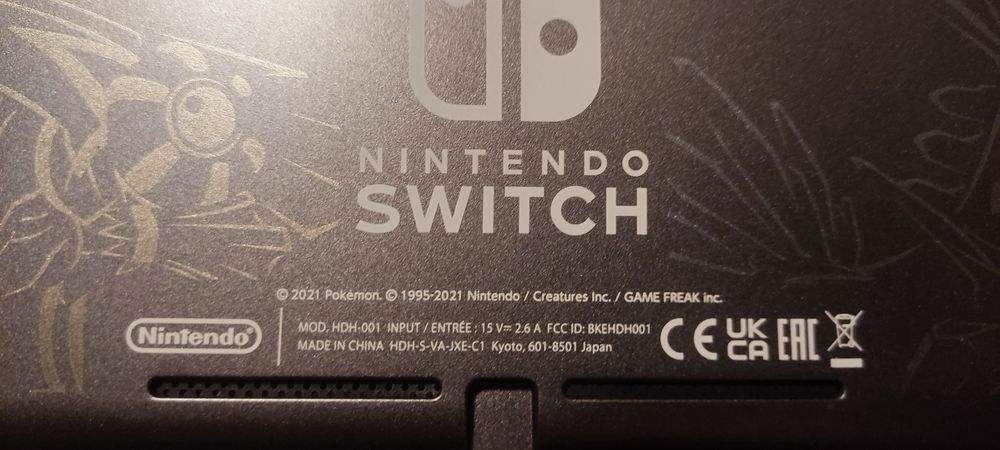 NINTENDO
SWITCH
© 2021 Pokémon. © 1995-2021 Nintendo / Creatures Inc. / GAME FREAK inc.
Nintendo®
MOD. HDH-001 INPUT / ENTRÉE : 15 V⎓ 2.6 A FCC ID: BKEHDH001
MADE IN CHINA HDH-S-VA-JXE-C1 Kyoto, 601-8501 Japan
CE UK CA EAC